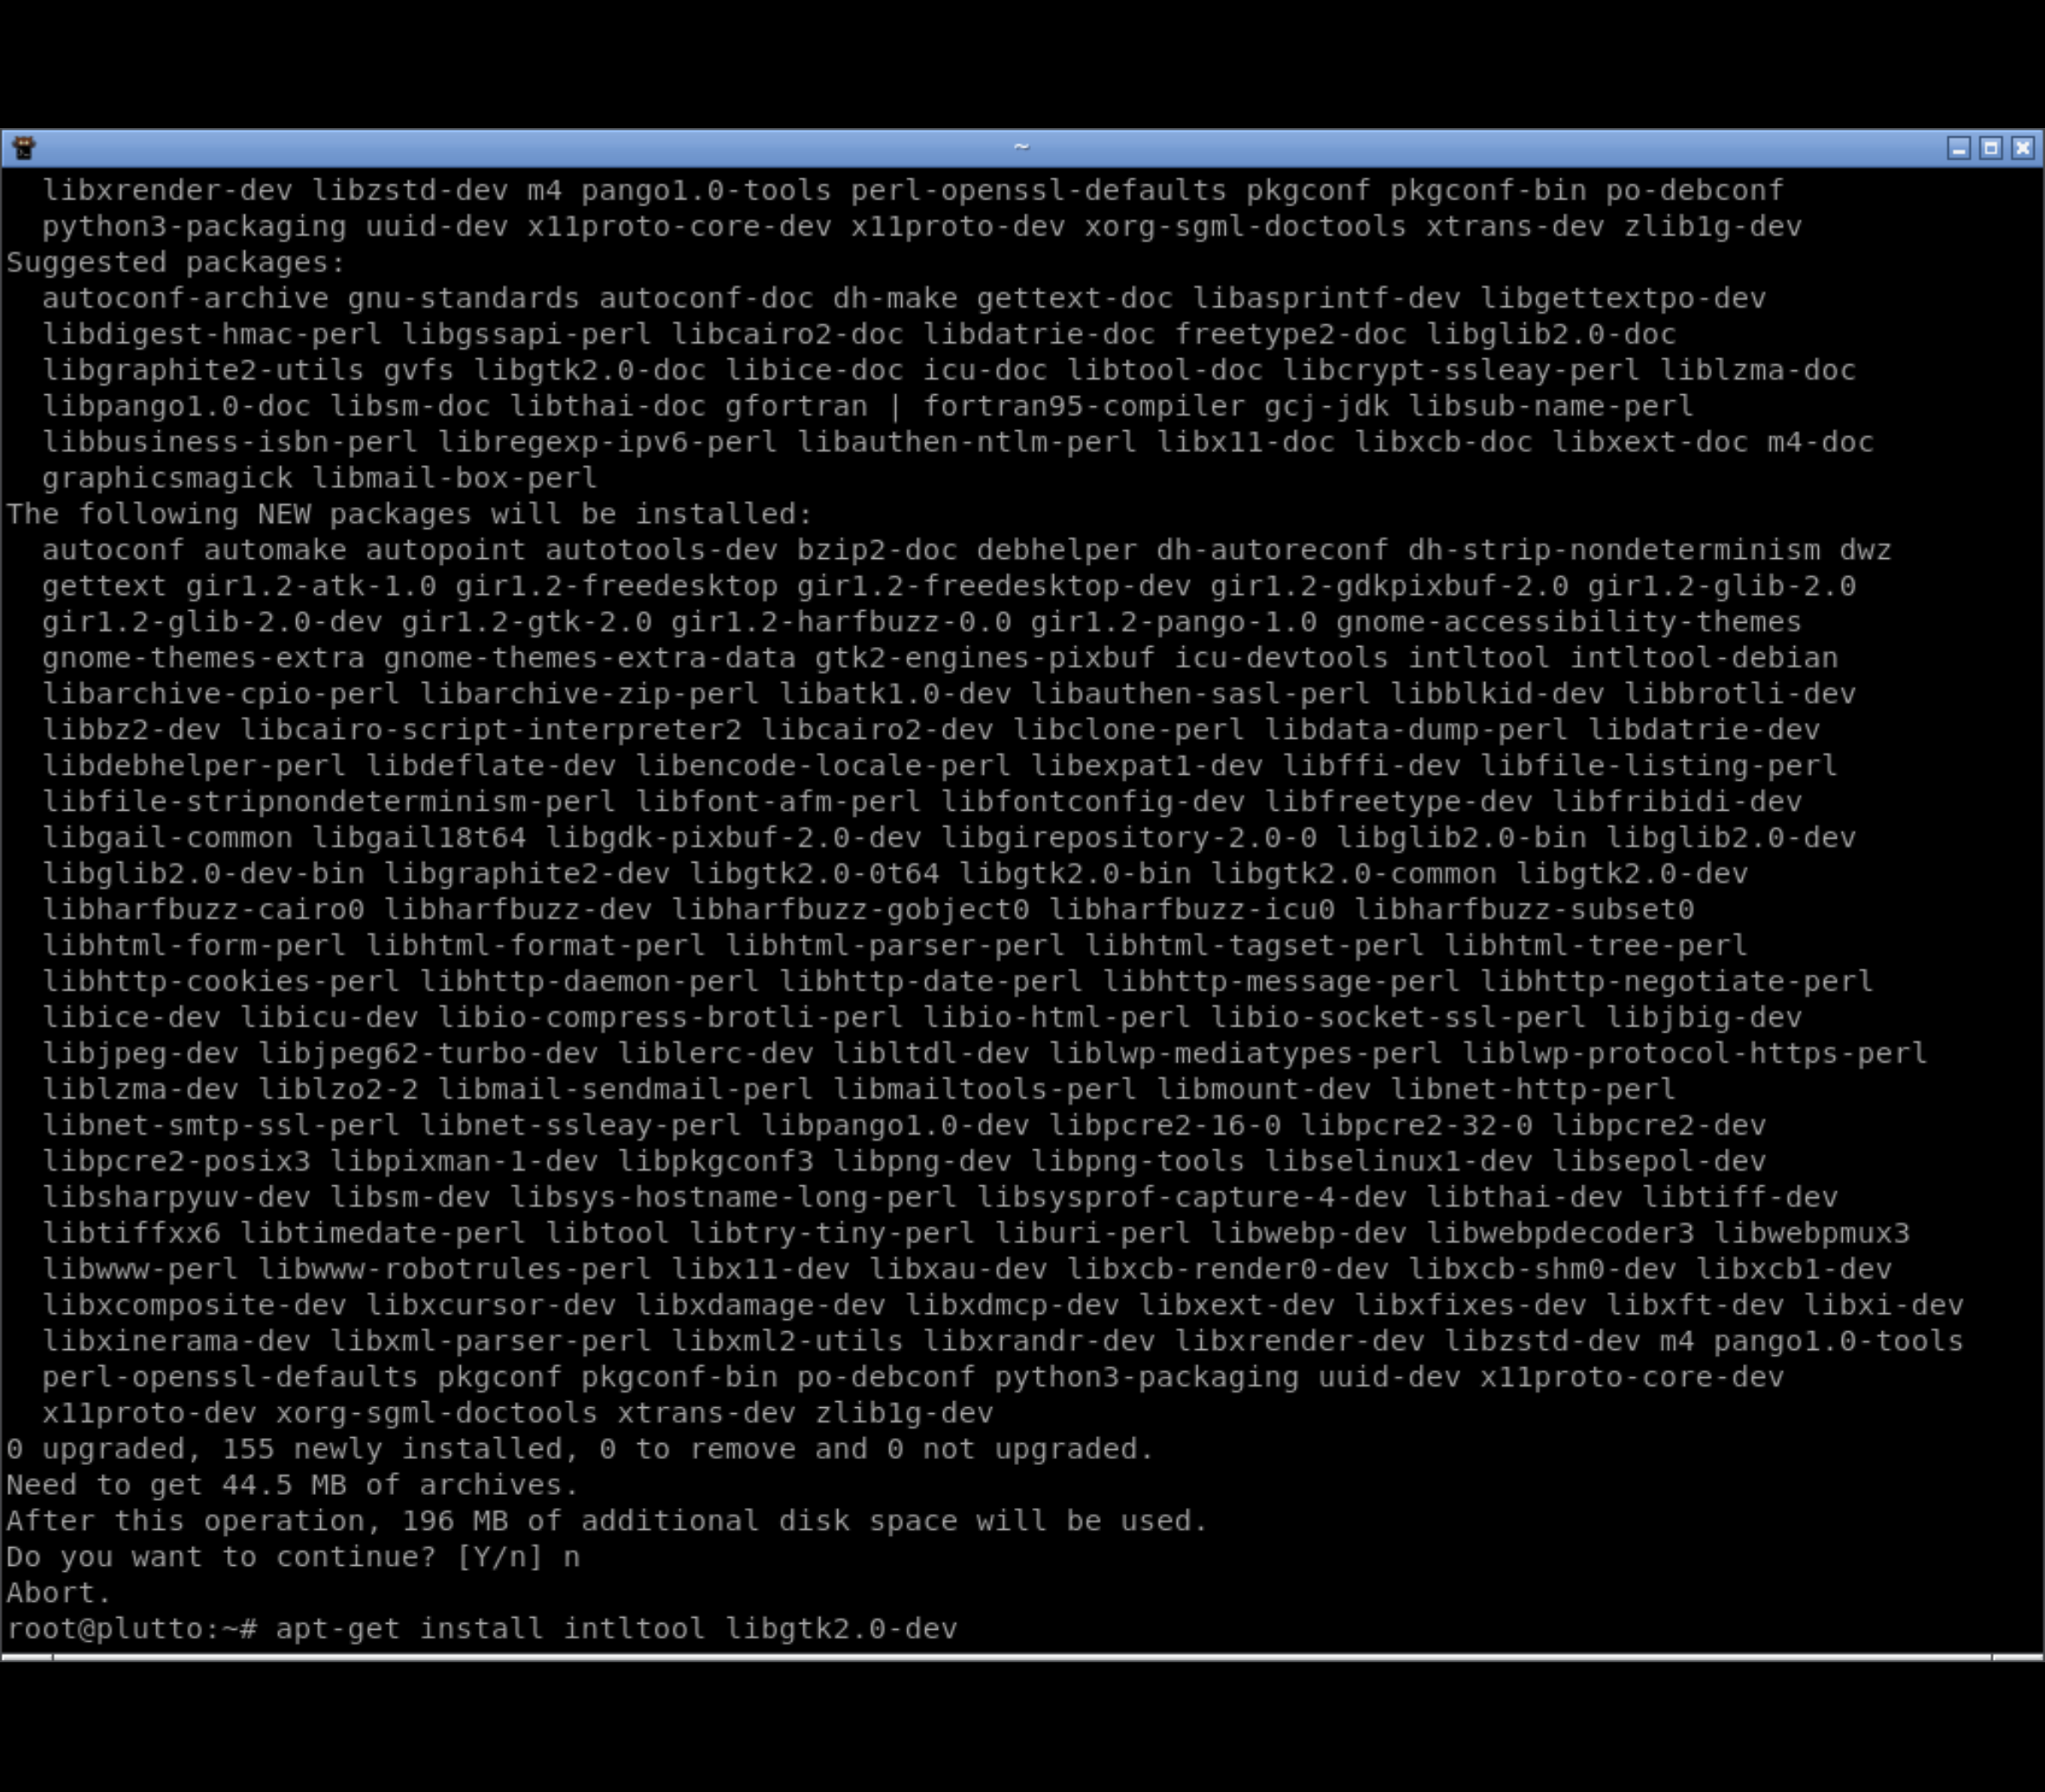 ~
libxrender-dev libzstd-dev m4 pango1.0-tools perl-openssl-defaults pkgconf pkgconf-bin po-debconf
python3-packaging uuid-dev x11proto-core-dev x11proto-dev xorg-sgml-doctools xtrans-dev zlib1g-dev
Suggested packages:
autoconf-archive gnu-standards autoconf-doc dh-make gettext-doc libasprintf-dev libgettextpo-dev
libdigest-hmac-perl libgssapi-perl libcairo2-doc libdatrie-doc freetype2-doc libglib2.0-doc
libgraphite2-utils gvfs libgtk2.0-doc libice-doc icu-doc libtool-doc libcrypt-ssleay-perl liblzma-doc
libpango1.0-doc libsm-doc libthai-doc gfortran | fortran95-compiler gcj-jdk libsub-name-perl
libbusiness-isbn-perl libregexp-ipv6-perl libauthen-ntlm-perl libx11-doc libxcb-doc libxext-doc m4-doc
graphicsmagick libmail-box-perl
The following NEW packages will be installed:
autoconf automake autopoint autotools-dev bzip2-doc debhelper dh-autoreconf dh-strip-nondeterminism dwz
gettext gir1.2-atk-1.0 gir1.2-freedesktop gir1.2-freedesktop-dev gir1.2-gdkpixbuf-2.0 gir1.2-glib-2.0
gir1.2-glib-2.0-dev gir1.2-gtk-2.0 gir1.2-harfbuzz-0.0 gir1.2-pango-1.0 gnome-accessibility-themes
gnome-themes-extra gnome-themes-extra-data gtk2-engines-pixbuf icu-devtools intltool intltool-debian
libarchive-cpio-perl libarchive-zip-perl libatk1.0-dev libauthen-sasl-perl libblkid-dev libbrotli-dev
libbz2-dev libcairo-script-interpreter2 libcairo2-dev libclone-perl libdata-dump-perl libdatrie-dev
libdebhelper-perl libdeflate-dev libencode-locale-perl libexpat1-dev libffi-dev libfile-listing-perl
libfile-stripnondeterminism-perl libfont-afm-perl libfontconfig-dev libfreetype-dev libfribidi-dev
libgail-common libgail18t64 libgdk-pixbuf-2.0-dev libgirepository-2.0-0 libglib2.0-bin libglib2.0-dev
libglib2.0-dev-bin libgraphite2-dev libgtk2.0-0t64 libgtk2.0-bin libgtk2.0-common libgtk2.0-dev
libharfbuzz-cairo0 libharfbuzz-dev libharfbuzz-gobject0 libharfbuzz-icu0 libharfbuzz-subset0
libhtml-form-perl libhtml-format-perl libhtml-parser-perl libhtml-tagset-perl libhtml-tree-perl
libhttp-cookies-perl libhttp-daemon-perl libhttp-date-perl libhttp-message-perl libhttp-negotiate-perl
libice-dev libicu-dev libio-compress-brotli-perl libio-html-perl libio-socket-ssl-perl libjbig-dev
libjpeg-dev libjpeg62-turbo-dev liblerc-dev libltdl-dev liblwp-mediatypes-perl liblwp-protocol-https-perl
liblzma-dev liblzo2-2 libmail-sendmail-perl libmailtools-perl libmount-dev libnet-http-perl
libnet-smtp-ssl-perl libnet-ssleay-perl libpango1.0-dev libpcre2-16-0 libpcre2-32-0 libpcre2-dev
libpcre2-posix3 libpixman-1-dev libpkgconf3 libpng-dev libpng-tools libselinux1-dev libsepol-dev
libsharpyuv-dev libsm-dev libsys-hostname-long-perl libsysprof-capture-4-dev libthai-dev libtiff-dev
libtiffxx6 libtimedate-perl libtool libtry-tiny-perl liburi-perl libwebp-dev libwebpdecoder3 libwebpmux3
libwww-perl libwww-robotrules-perl libx11-dev libxau-dev libxcb-render0-dev libxcb-shm0-dev libxcb1-dev
libxcomposite-dev libxcursor-dev libxdamage-dev libxdmcp-dev libxext-dev libxfixes-dev libxft-dev libxi-dev
libxinerama-dev libxml-parser-perl libxml2-utils libxrandr-dev libxrender-dev libzstd-dev m4 pango1.0-tools
perl-openssl-defaults pkgconf pkgconf-bin po-debconf python3-packaging uuid-dev x11proto-core-dev
x11proto-dev xorg-sgml-doctools xtrans-dev zlib1g-dev
0 upgraded, 155 newly installed, 0 to remove and 0 not upgraded.
Need to get 44.5 MB of archives.
After this operation, 196 MB of additional disk space will be used.
Do you want to continue? [Y/n] n
Abort.
root@plutto:~# apt-get install intltool libgtk2.0-dev